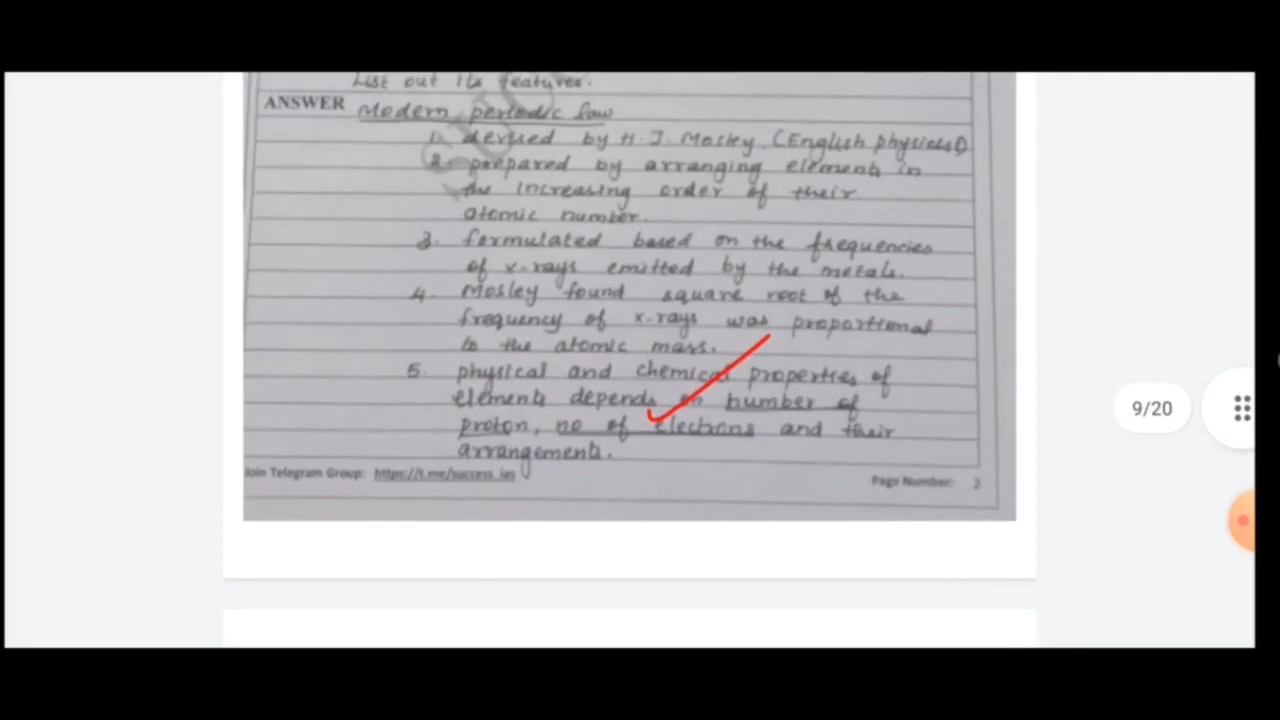 List out its features.
ANSWER Modern periodic law
1. devised by H. J. Mosley (English physicist)
2. prepared by arranging elements in
the increasing order of their
atomic number.
3. formulated based on the frequencies
of x-rays emitted by the metals.
4. Mosley found square root of the
frequency of x-rays was proportional
to the atomic mass.
5. physical and chemical properties of
elements depends on number of
proton, no of electrons and their
arrangements.
Join Telegram Group: https://t.me/success_ias Page Number: 2
9/20